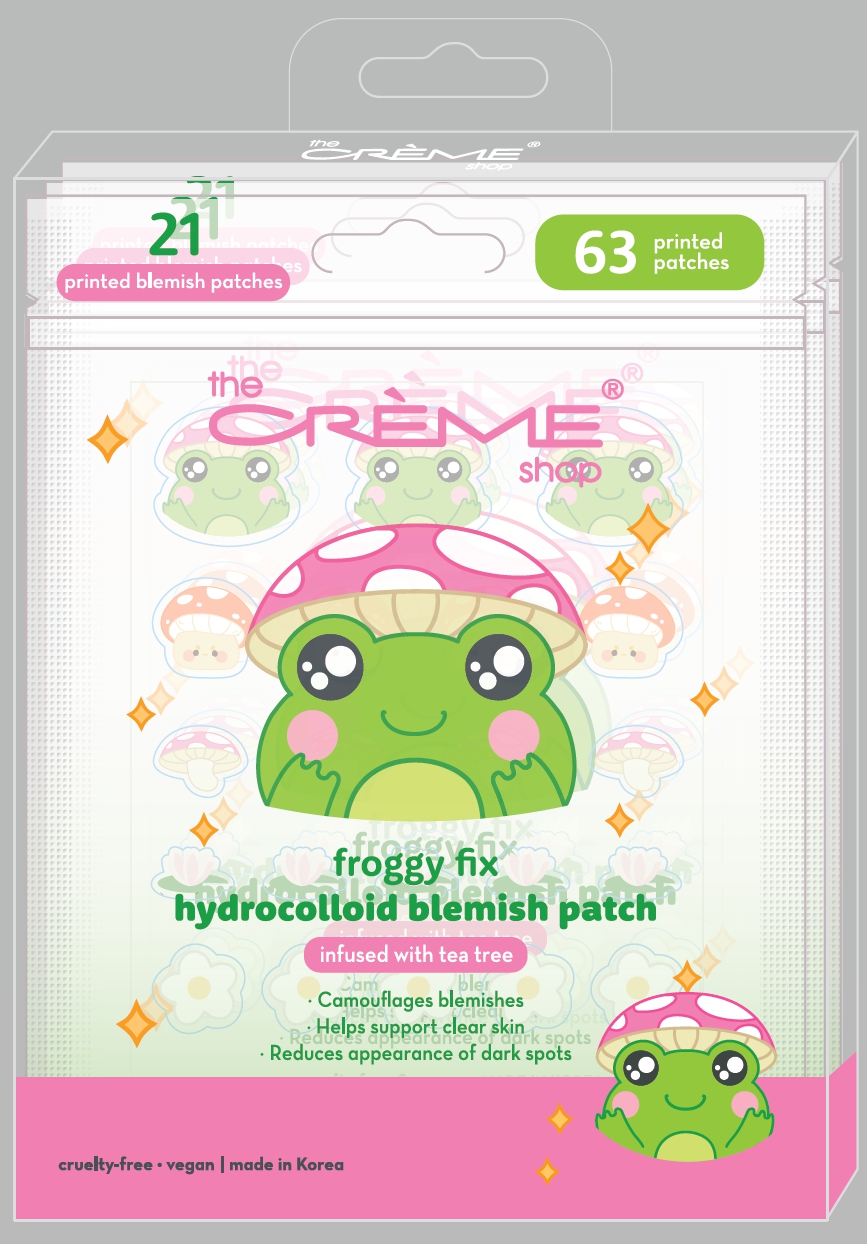 the
CRÈME®
shop
21
printed blemish patches
63 printed
patches
the
CRÈME®
shop
froggy fix
hydrocolloid blemish patch
infused with tea tree
· Camouflages blemishes
· Helps support clear skin
· Reduces appearance of dark spots
cruelty-free • vegan | made in Korea